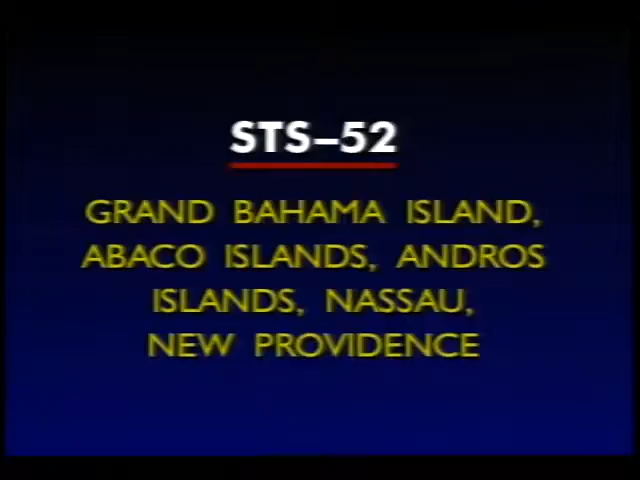 STS-52
GRAND BAHAMA ISLAND,
ABACO ISLANDS, ANDROS
ISLANDS, NASSAU,
NEW PROVIDENCE